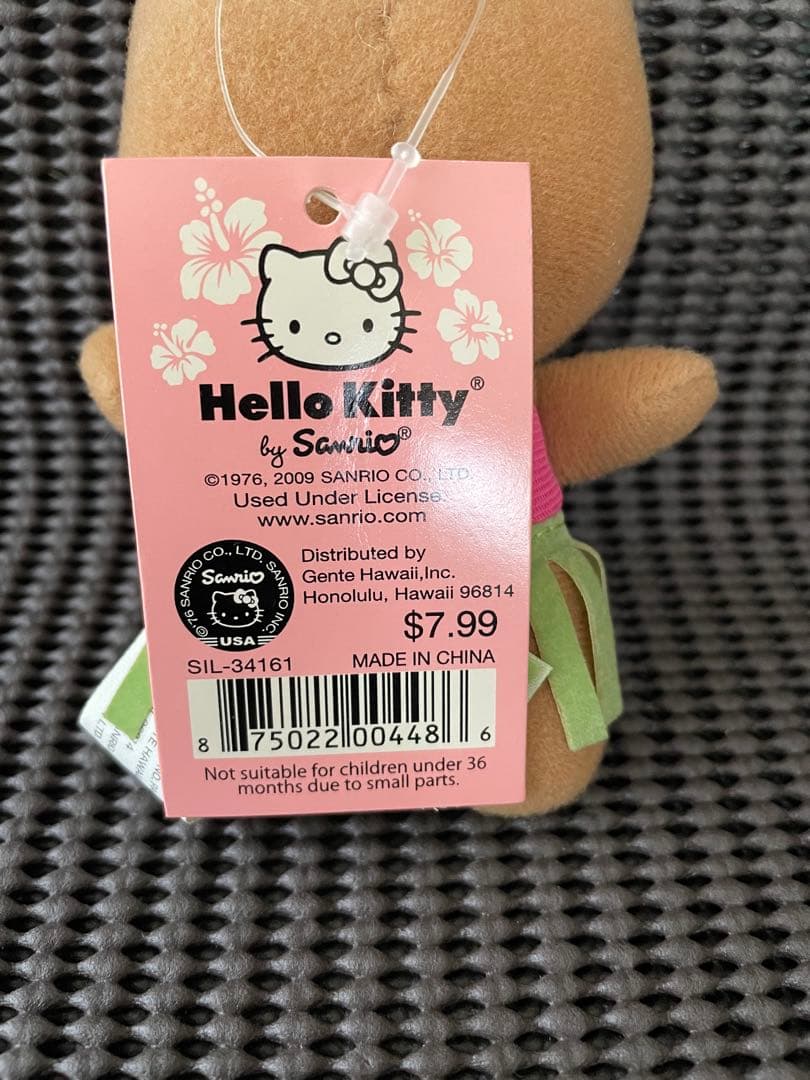 Hello Kitty®
by Sanrio®
©1976, 2009 SANRIO CO., LTD.
Used Under License.
www.sanrio.com
©'76 SANRIO CO., LTD. SANRIO INC.
Sanrio
USA
Distributed by
Gente Hawaii,Inc.
Honolulu, Hawaii 96814
$7.99
SIL-34161
MADE IN CHINA
8 75022 00448 6
Not suitable for children under 36
months due to small parts.